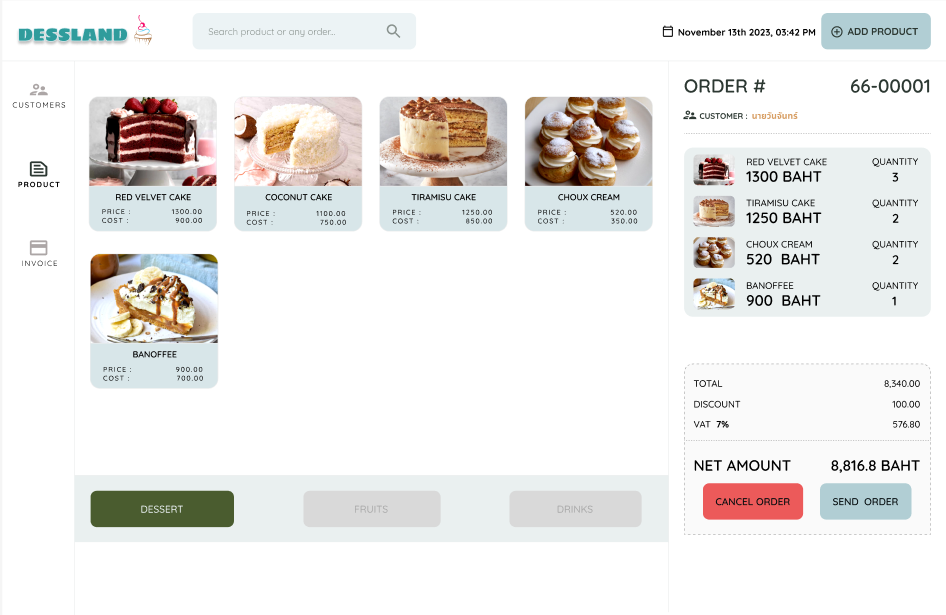 DESSLAND
Search product or any order...
November 13th 2023, 03:42 PM
ADD PRODUCT
CUSTOMERS
PRODUCT
INVOICE
RED VELVET CAKE
PRICE : 1300.00
COST : 900.00
COCONUT CAKE
PRICE : 1100.00
COST : 750.00
TIRAMISU CAKE
PRICE : 1250.00
COST : 850.00
CHOUX CREAM
PRICE : 520.00
COST : 350.00
BANOFFEE
PRICE : 900.00
COST : 700.00
DESSERT
FRUITS
DRINKS
ORDER # 66-00001
CUSTOMER : นายวันจันทร์
RED VELVET CAKE QUANTITY
1300 BAHT 3
TIRAMISU CAKE QUANTITY
1250 BAHT 2
CHOUX CREAM QUANTITY
520 BAHT 2
BANOFFEE QUANTITY
900 BAHT 1
TOTAL 8,340.00
DISCOUNT 100.00
VAT 7% 576.80
NET AMOUNT 8,816.8 BAHT
CANCEL ORDER
SEND ORDER